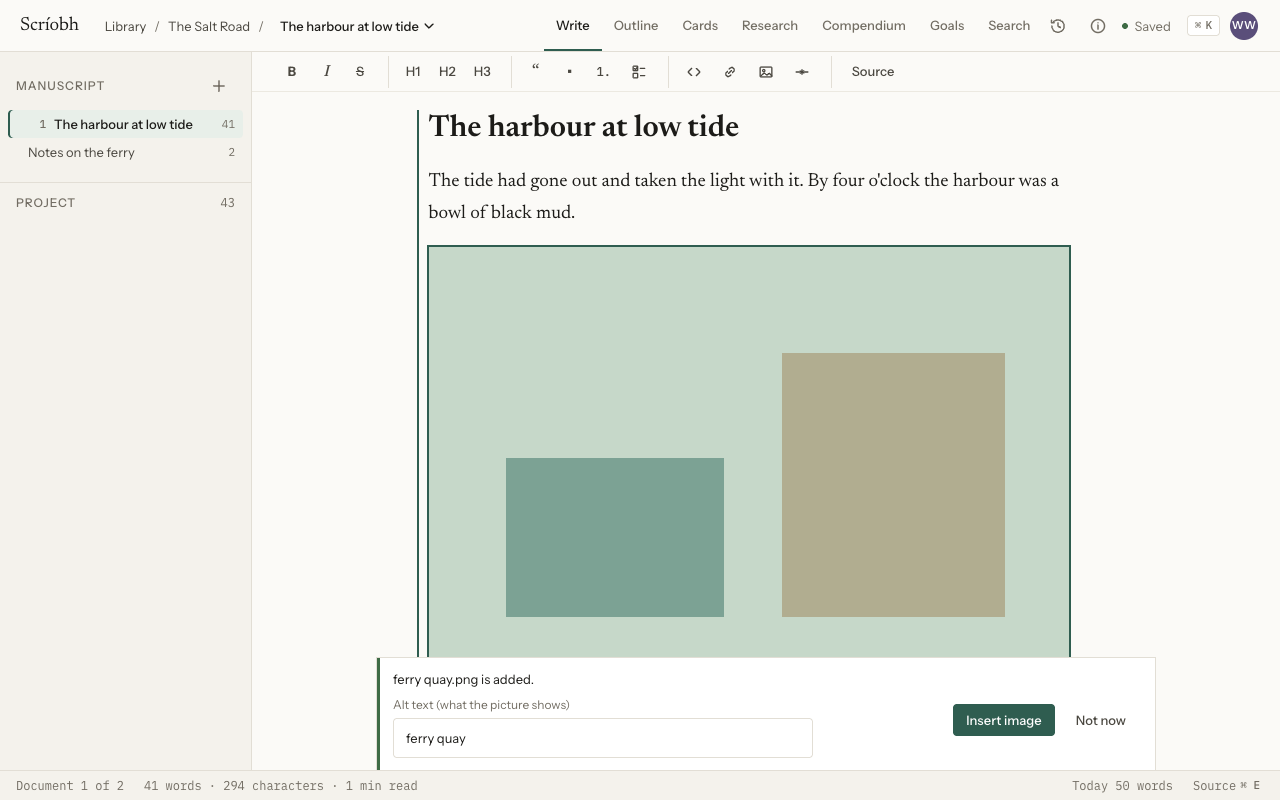 Scríobh
Library / The Salt Road / The harbour at low tide
Write Outline Cards Research Compendium Goals Search
Saved ⌘ K WW
MANUSCRIPT
1 The harbour at low tide 41
Notes on the ferry 2
PROJECT 43
B I S H1 H2 H3 “ 1. Source
The harbour at low tide
The tide had gone out and taken the light with it. By four o'clock the harbour was a
bowl of black mud.
ferry quay.png is added.
Alt text (what the picture shows)
ferry quay
Insert image Not now
Document 1 of 2 41 words · 294 characters · 1 min read
Today 50 words Source ⌘ E